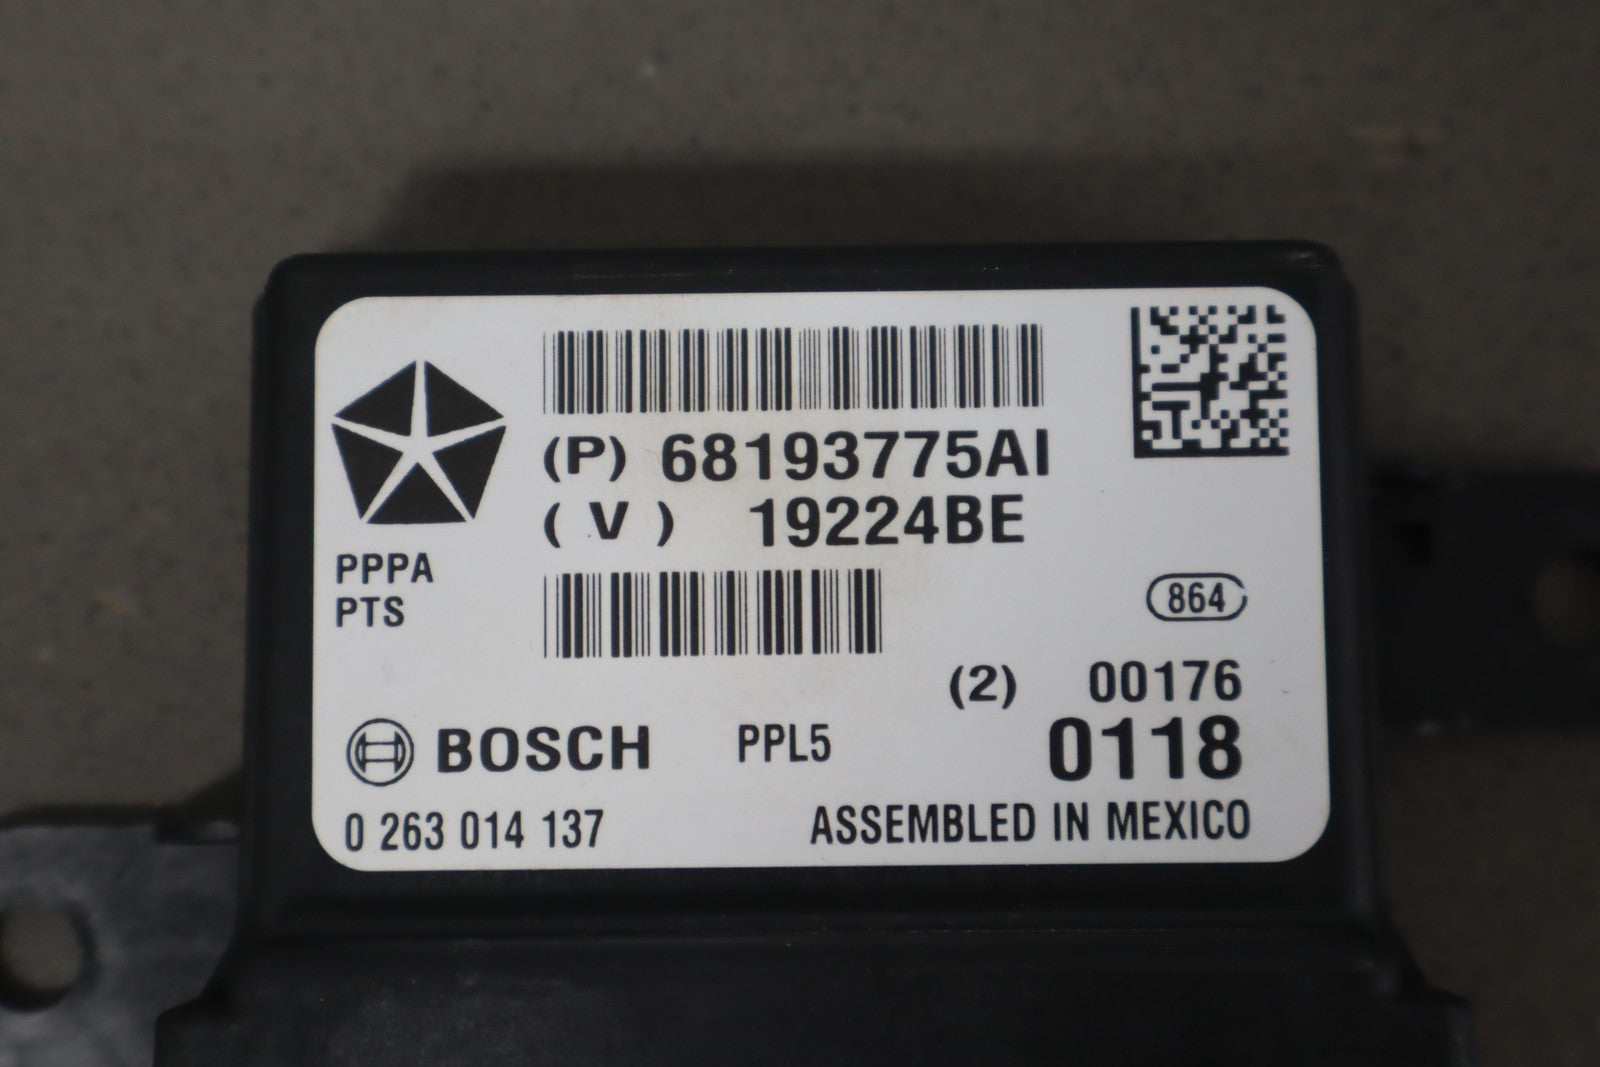 (P) 68193775AI
(V) 19224BE
PPPA
PTS
864
(2) 00176
BOSCH PPL5 0118
0 263 014 137 ASSEMBLED IN MEXICO